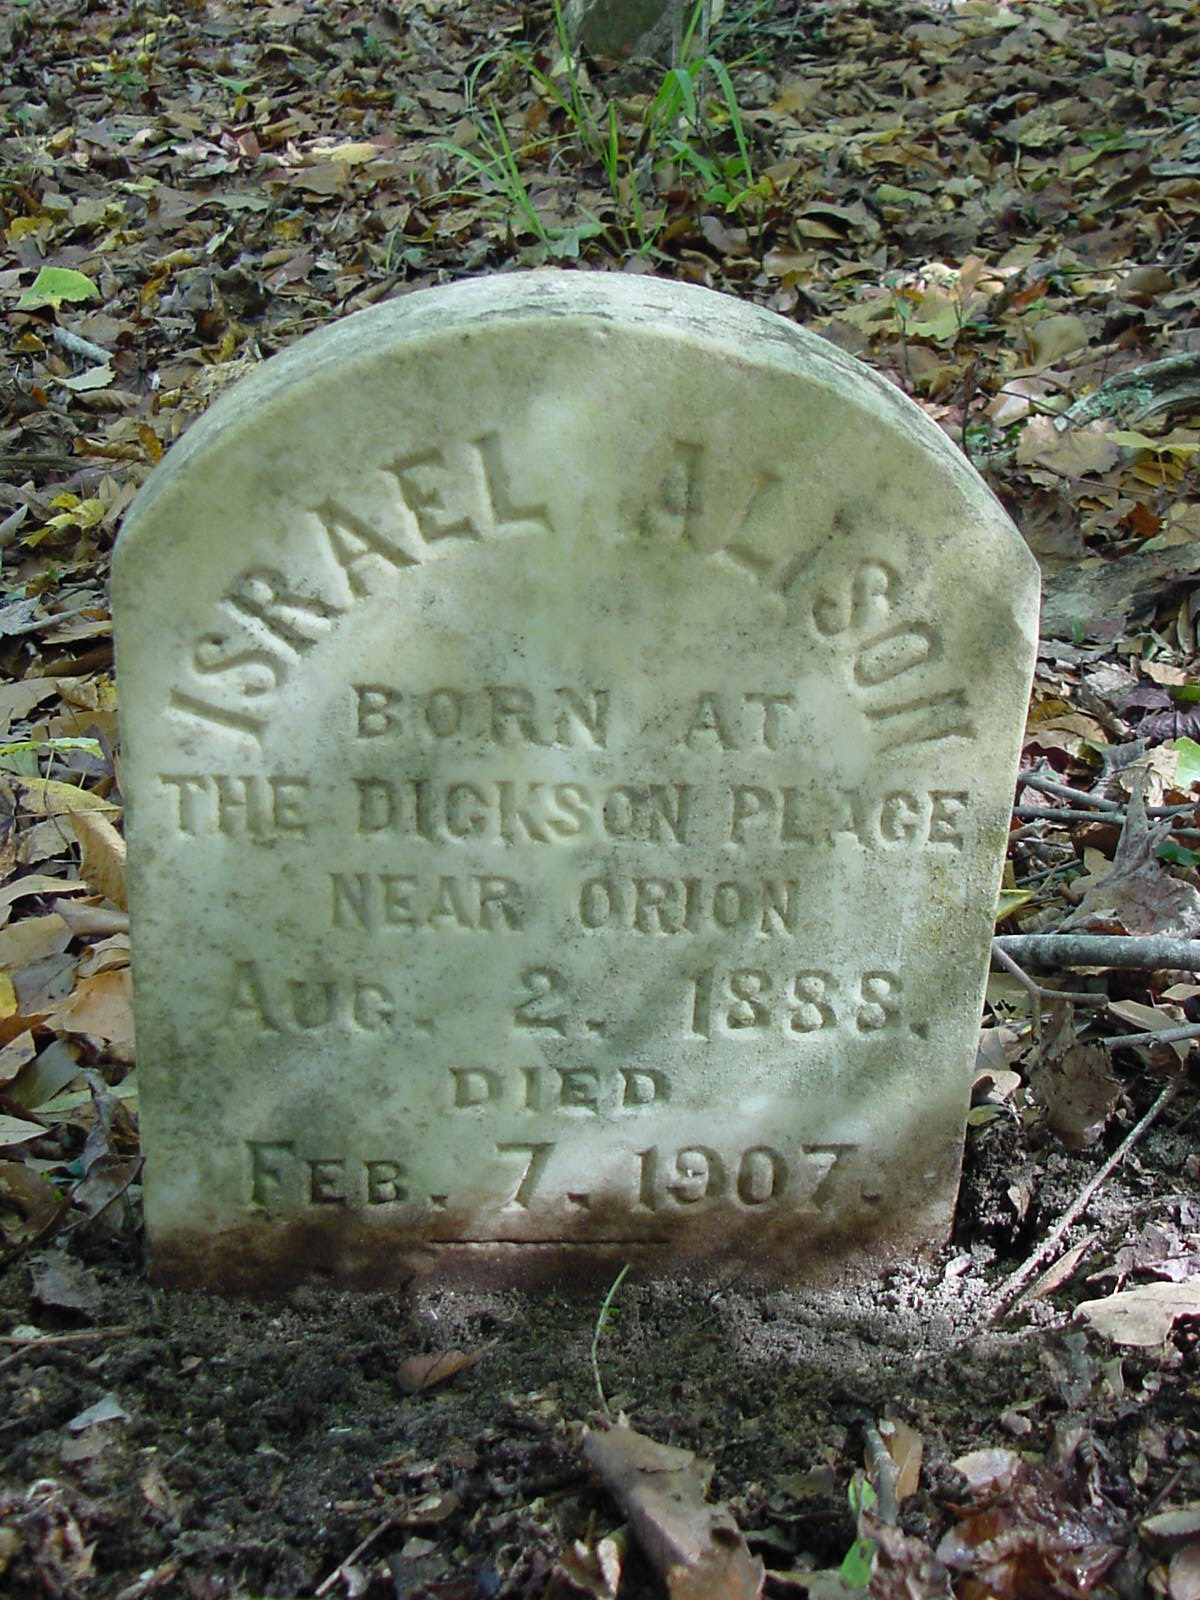 ISRAEL ALISON
BORN AT
THE DICKSON PLACE
NEAR ORION
AUG. 2. 1888.
DIED
FEB. 7. 1907.